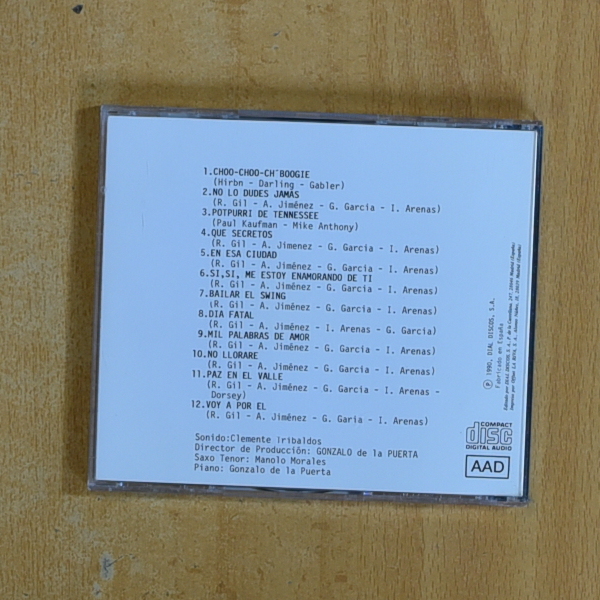 1.CHOO-CHOO-CH'BOOGIE
(Hirbn - Darling - Gabler)
2.NO LO DUDES JAMAS
(R. Gil - A. Jiménez - G. Garcia - I. Arenas)
3.POTPURRI DE TENNESSEE
(Paul Kaufman - Mike Anthony)
4.QUE SECRETOS
(R. Gil - A. Jimenez - G. Garcia - I. Arenas)
5.EN ESA CIUDAD
(R. Gil - A. Jimenez - G. Garcia - I. Arenas)
6.SI,SI, ME ESTOY ENAMORANDO DE TI
(R. Gil - A. Jiménez - G. Garcia - I. Arenas)
7.BAILAR EL SWING
(R. Gil - A. Jiménez - G. Garcia - I. Arenas)
8.DIA FATAL
(R. Gil - A. Jiménez - I. Arenas - G. Garcia)
9.MIL PALABRAS DE AMOR
(R. Gil - A. Jiménez - G. Garcia - I. Arenas)
10.NO LLORARE
(R. Gil - A. Jiménez - G. Garcia - I. Arenas)
11.PAZ EN EL VALLE
(R. Gil - A. Jiménez - G. Garcia - I. Arenas -
Dorsey)
12.VOY A POR EL
(R. Gil - A. Jiménez - G. Garia - I. Arenas)
Sonido:Clemente Iribaldos
Director de Producción: GONZALO de la PUERTA
Saxo Tenor: Manolo Morales
Piano: Gonzalo de la Puerta
℗ 1990, DIAL DISCOS, S.A.
Fabricado en España
COMPACT
disc
DIGITAL AUDIO
AAD